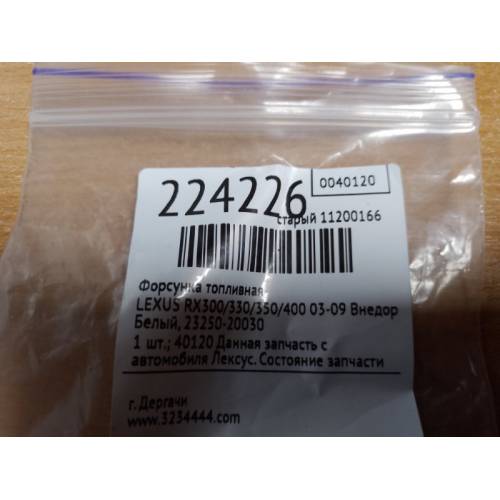 224226
0040120
старый 11200166
Форсунка топливная
LEXUS RX300/330/350/400 03-09 Внедор
Белый, 23250-20030
1 шт.; 40120 Данная запчасть с
автомобиля Лексус. Состояние запчасти
г. Дергачи
www.3234444.com